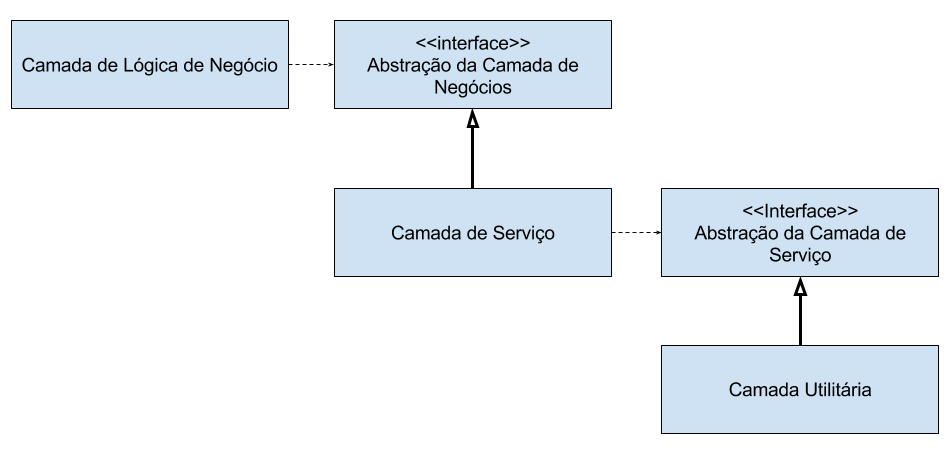 Camada de Lógica de Negócio
<<interface>>
Abstração da Camada de
Negócios
Camada de Serviço
<<Interface>>
Abstração da Camada de
Serviço
Camada Utilitária